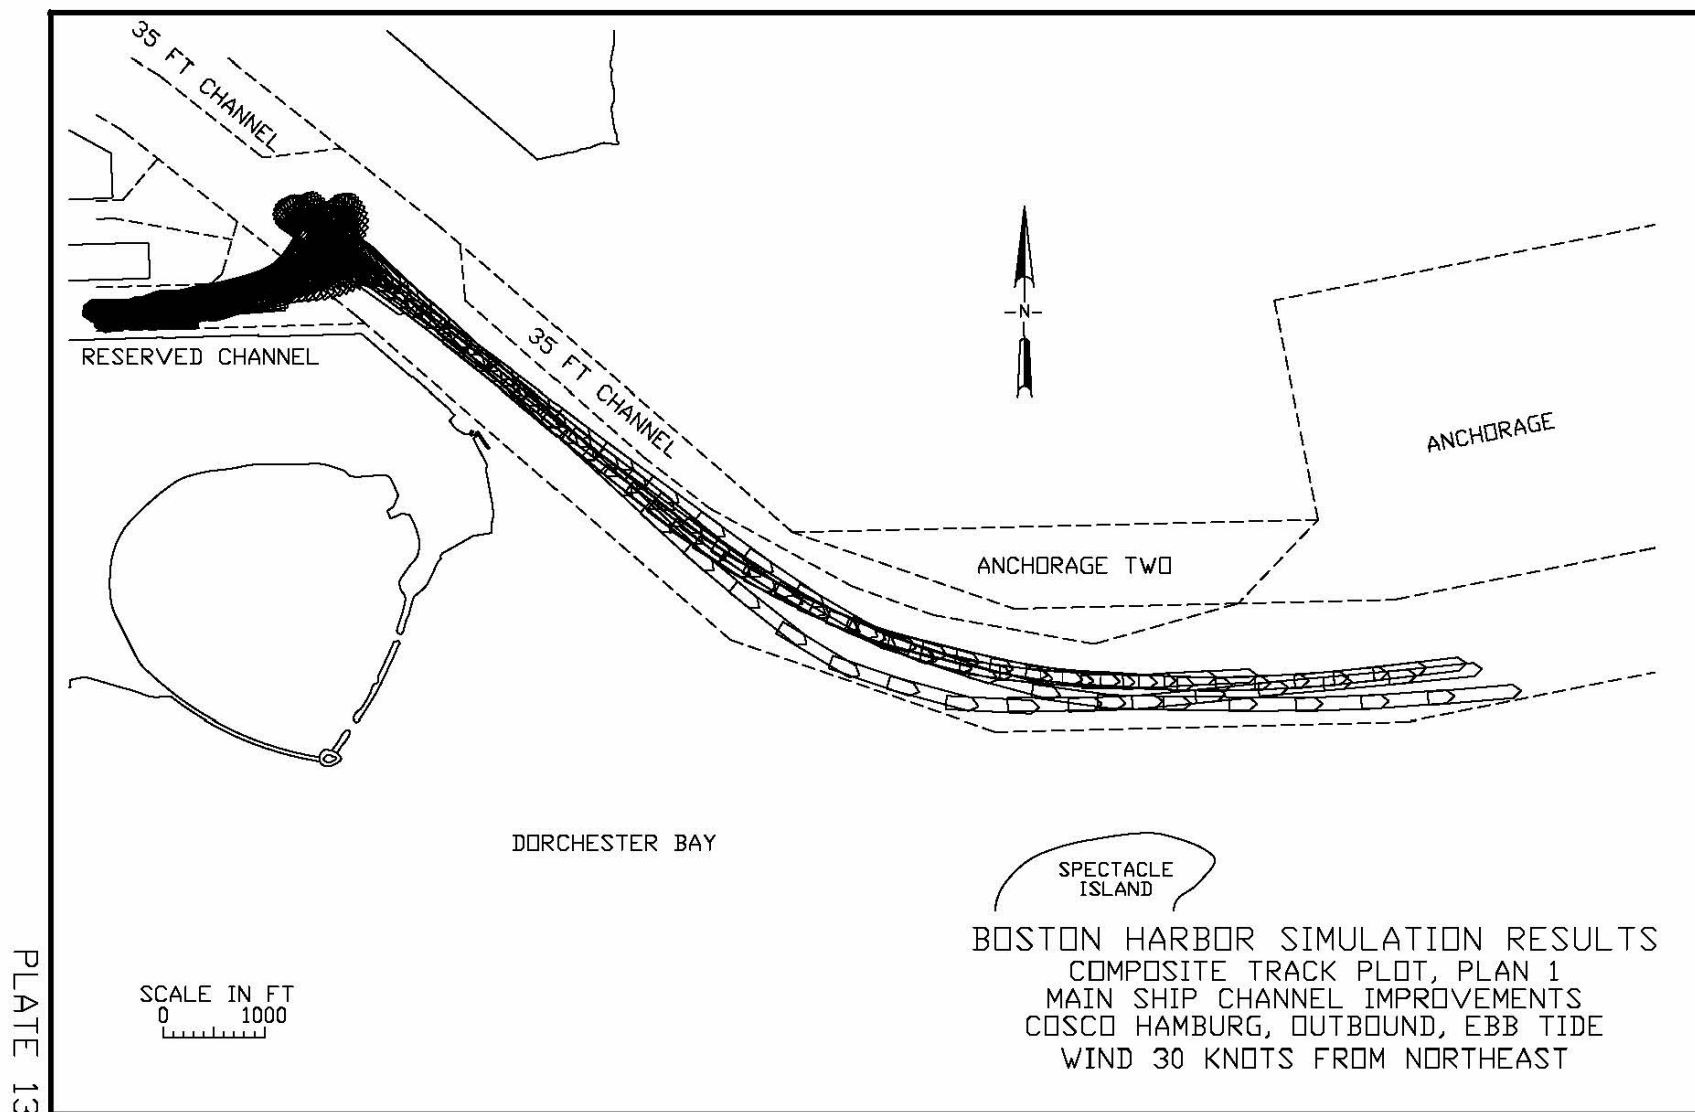 35 FT CHANNEL
-N-
35 FT CHANNEL
RESERVED CHANNEL
ANCHORAGE
ANCHORAGE TWO
DORCHESTER BAY
SPECTACLE
ISLAND
BOSTON HARBOR SIMULATION RESULTS
COMPOSITE TRACK PLOT, PLAN 1
MAIN SHIP CHANNEL IMPROVEMENTS
COSCO HAMBURG, OUTBOUND, EBB TIDE
WIND 30 KNOTS FROM NORTHEAST
SCALE IN FT
0 1000
PLATE 13